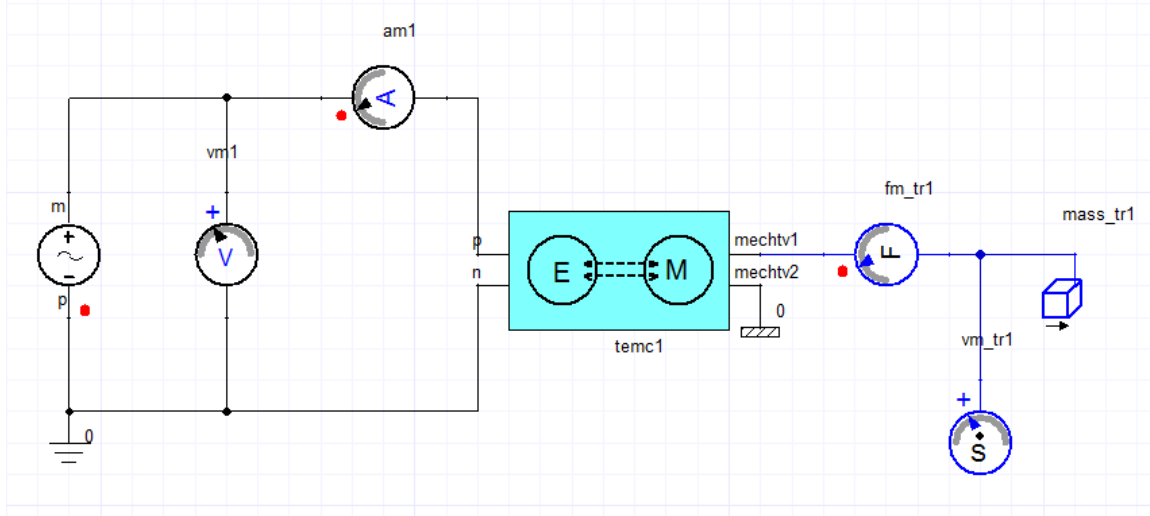 am1
A
vm1
m
+
V
+
−
p
0
p
n
E
M
mechtv1
mechtv2
0
temc1
fm_tr1
F
mass_tr1
vm_tr1
+
S